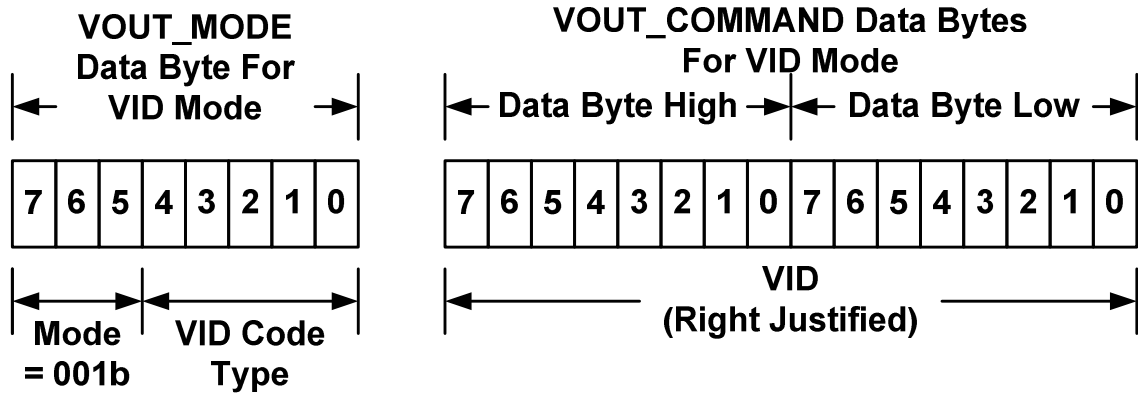 VOUT_MODE
Data Byte For
VID Mode
7 6 5 4 3 2 1 0
Mode
= 001b
VID Code
Type
VOUT_COMMAND Data Bytes
For VID Mode
Data Byte High
Data Byte Low
7 6 5 4 3 2 1 0 7 6 5 4 3 2 1 0
VID
(Right Justified)